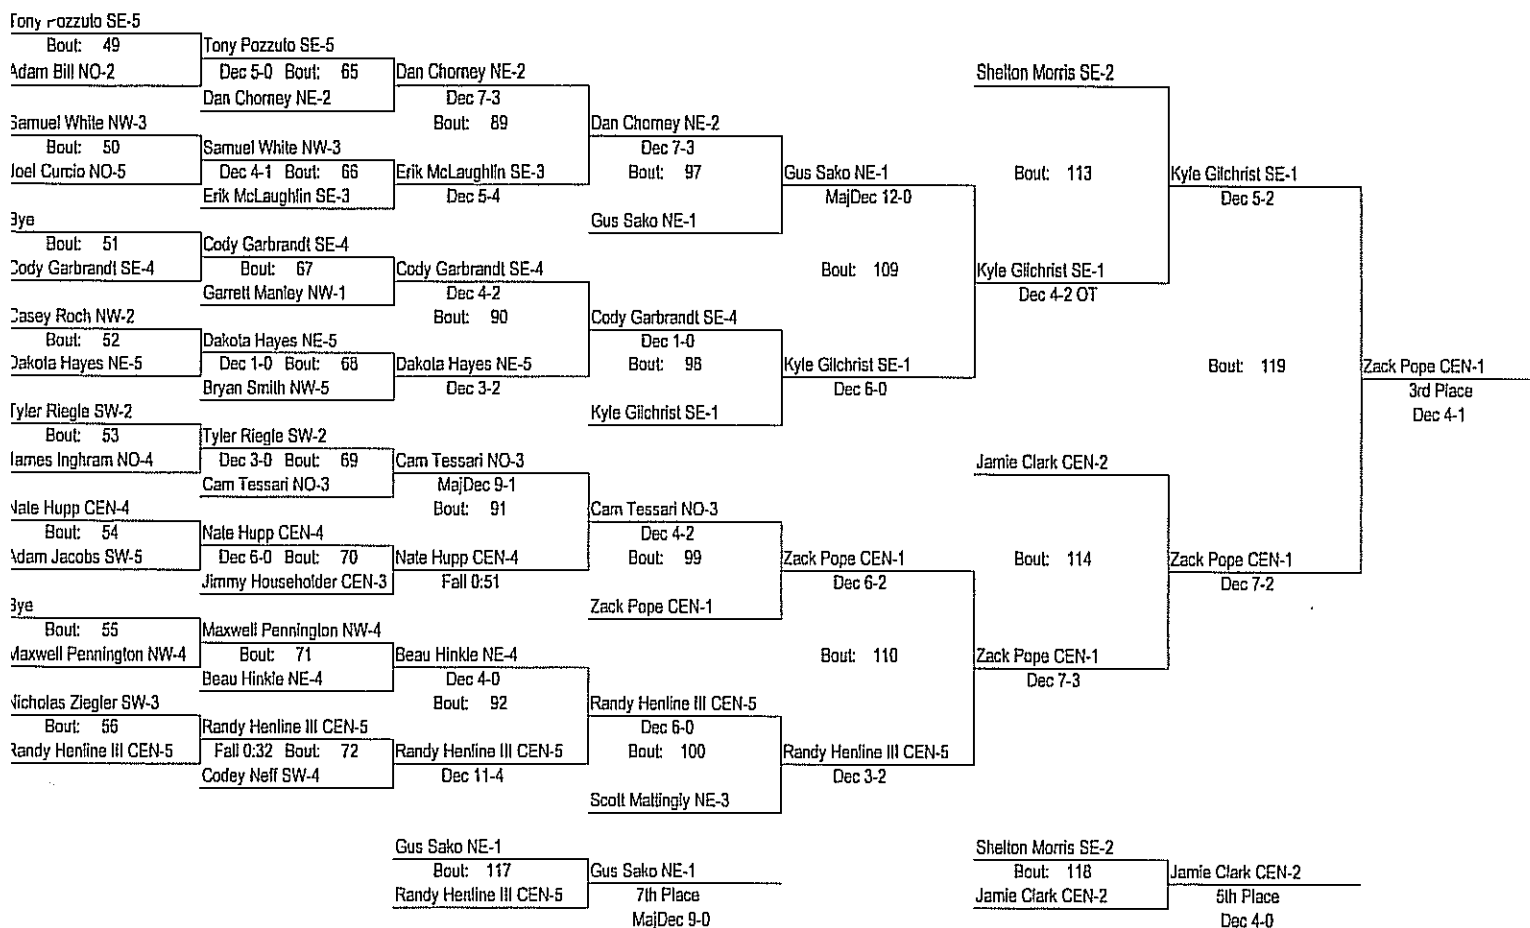 Tony Pozzuto SE-5
Bout: 49
Adam Bill NO-2
Samuel White NW-3
Bout: 50
Joel Curcio NO-5
Bye
Bout: 51
Cody Garbrandt SE-4
Casey Roch NW-2
Bout: 52
Dakota Hayes NE-5
Tyler Riegle SW-2
Bout: 53
James Inghram NO-4
Nate Hupp CEN-4
Bout: 54
Adam Jacobs SW-5
Bye
Bout: 55
Maxwell Pennington NW-4
Nicholas Ziegler SW-3
Bout: 56
Randy Henline III CEN-5
Tony Pozzuto SE-5
Dec 5-0 Bout: 65
Dan Chorney NE-2
Samuel White NW-3
Dec 4-1 Bout: 66
Erik McLaughlin SE-3
Cody Garbrandt SE-4
Bout: 67
Garrett Manley NW-1
Dakota Hayes NE-5
Dec 1-0 Bout: 68
Bryan Smith NW-5
Tyler Riegle SW-2
Dec 3-0 Bout: 69
Cam Tessari NO-3
Nate Hupp CEN-4
Dec 6-0 Bout: 70
Jimmy Householder CEN-3
Maxwell Pennington NW-4
Bout: 71
Beau Hinkle NE-4
Randy Henline III CEN-5
Fall 0:32 Bout: 72
Codey Neff SW-4
Dan Chorney NE-2
Dec 7-3
Bout: 89
Erik McLaughlin SE-3
Dec 5-4
Cody Garbrandt SE-4
Dec 4-2
Bout: 90
Dakota Hayes NE-5
Dec 3-2
Cam Tessari NO-3
MajDec 9-1
Bout: 91
Nate Hupp CEN-4
Fall 0:51
Beau Hinkle NE-4
Dec 4-0
Bout: 92
Randy Henline III CEN-5
Dec 11-4
Dan Chorney NE-2
Dec 7-3
Bout: 97
Gus Sako NE-1
Cody Garbrandt SE-4
Dec 1-0
Bout: 98
Kyle Gilchrist SE-1
Cam Tessari NO-3
Dec 4-2
Bout: 99
Zack Pope CEN-1
Randy Henline III CEN-5
Dec 6-0
Bout: 100
Scott Mattingly NE-3
Gus Sako NE-1
MajDec 12-0
Bout: 109
Kyle Gilchrist SE-1
Dec 6-0
Zack Pope CEN-1
Dec 6-2
Bout: 110
Randy Henline III CEN-5
Dec 3-2
Shelton Morris SE-2
Bout: 113
Kyle Gilchrist SE-1
Dec 4-2 OT
Jamie Clark CEN-2
Bout: 114
Zack Pope CEN-1
Dec 7-3
Kyle Gilchrist SE-1
Dec 5-2
Bout: 119
Zack Pope CEN-1
Dec 7-2
Zack Pope CEN-1
3rd Place
Dec 4-1
Gus Sako NE-1
Bout: 117
Randy Henline III CEN-5
Gus Sako NE-1
7th Place
MajDec 9-0
Shelton Morris SE-2
Bout: 118
Jamie Clark CEN-2
Jamie Clark CEN-2
5th Place
Dec 4-0